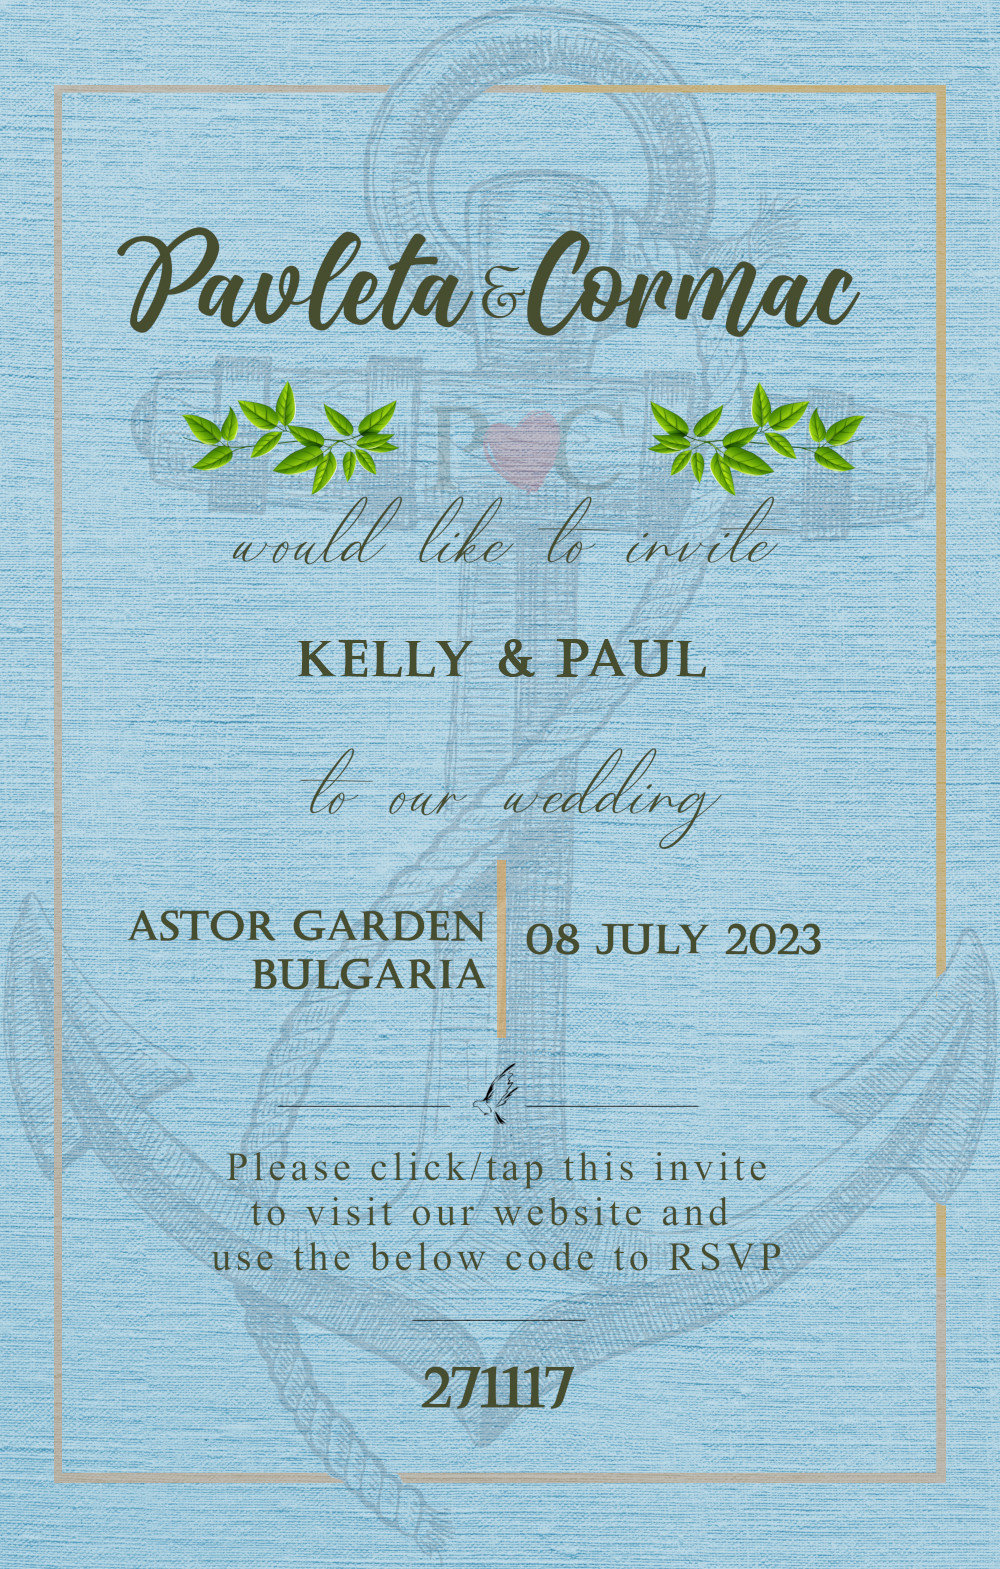 Pavleta & Cormac
P C
would like to invite
KELLY & PAUL
to our wedding
ASTOR GARDEN
BULGARIA
08 JULY 2023
Please click/tap this invite
to visit our website and
use the below code to RSVP
271117